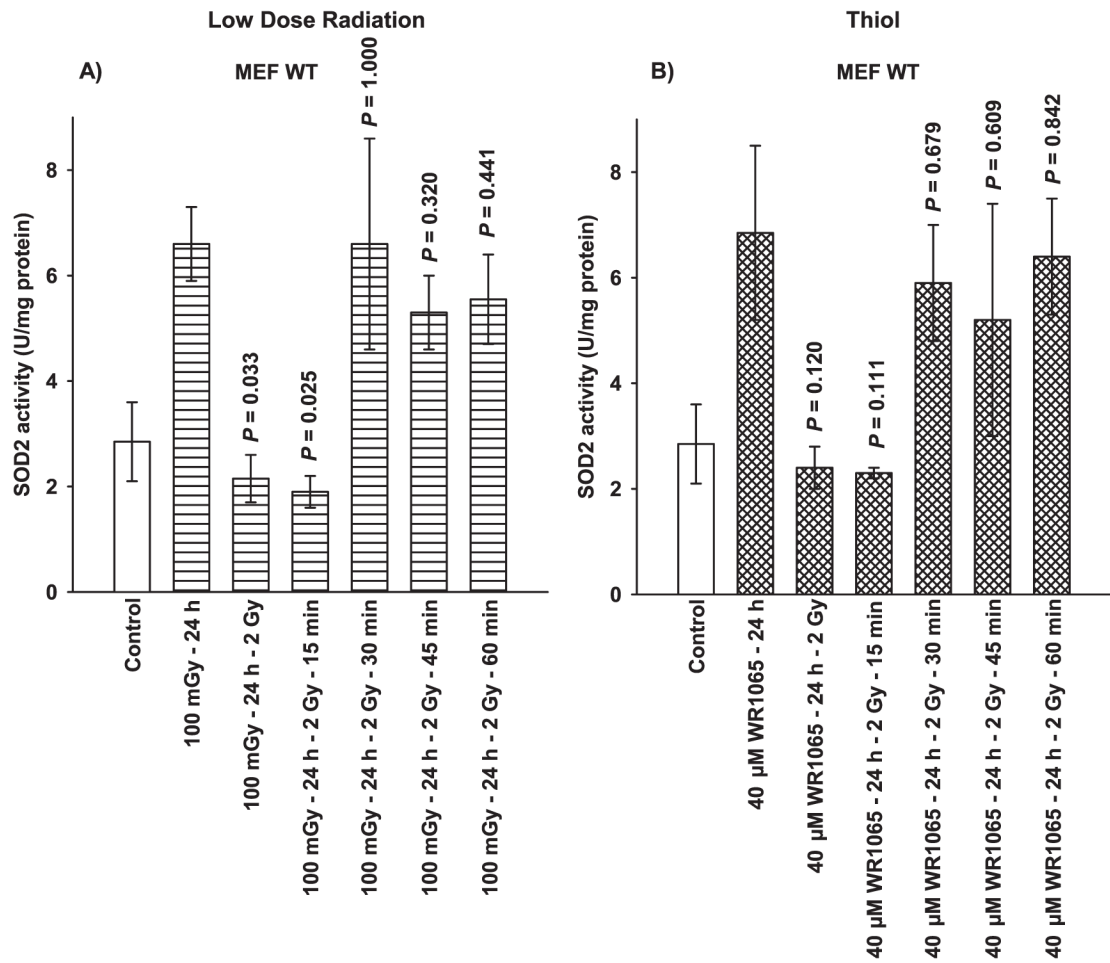 Low Dose Radiation
A)
MEF WT
SOD2 activity (U/mg protein)
8
6
4
2
0
P = 0.033
P = 0.025
P = 1.000
P = 0.320
P = 0.441
Control
100 mGy - 24 h
100 mGy - 24 h - 2 Gy
100 mGy - 24 h - 2 Gy - 15 min
100 mGy - 24 h - 2 Gy - 30 min
100 mGy - 24 h - 2 Gy - 45 min
100 mGy - 24 h - 2 Gy - 60 min
Thiol
B)
MEF WT
SOD2 activity (U/mg protein)
8
6
4
2
0
P = 0.120
P = 0.111
P = 0.679
P = 0.609
P = 0.842
Control
40 µM WR1065 - 24 h
40 µM WR1065 - 24 h - 2 Gy
40 µM WR1065 - 24 h - 2 Gy - 15 min
40 µM WR1065 - 24 h - 2 Gy - 30 min
40 µM WR1065 - 24 h - 2 Gy - 45 min
40 µM WR1065 - 24 h - 2 Gy - 60 min